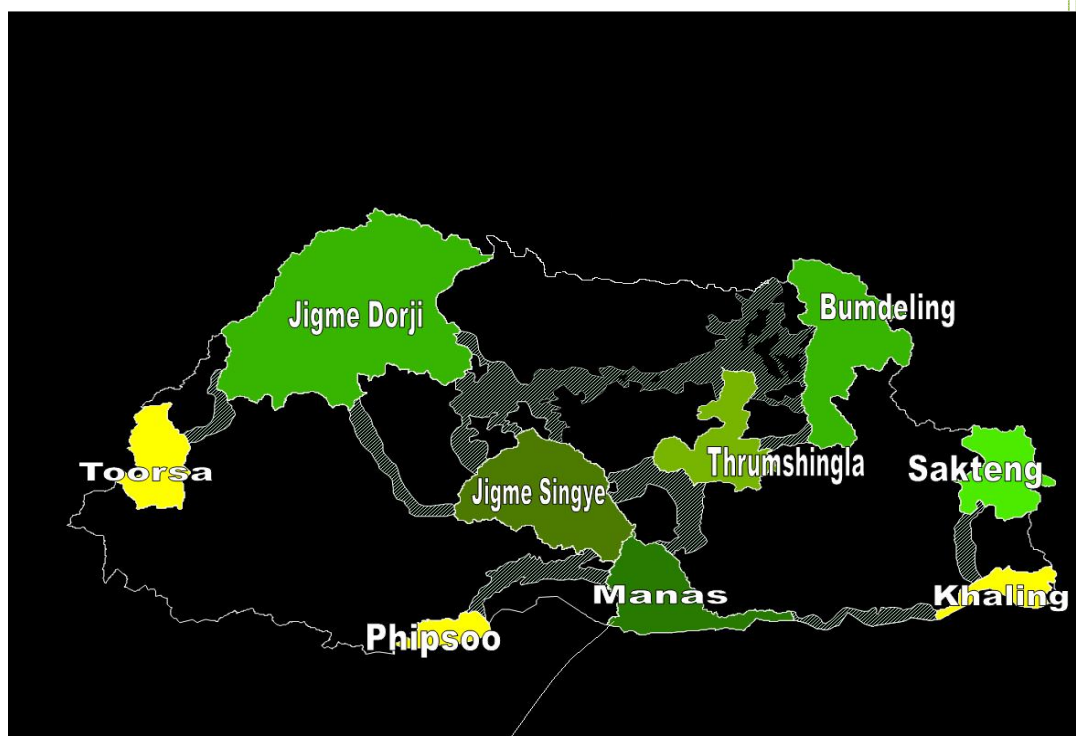 Jigme Dorji
Bumdeling
Toorsa
Thrumshingla
Sakteng
Jigme Singye
Manas
Khaling
Phipsoo